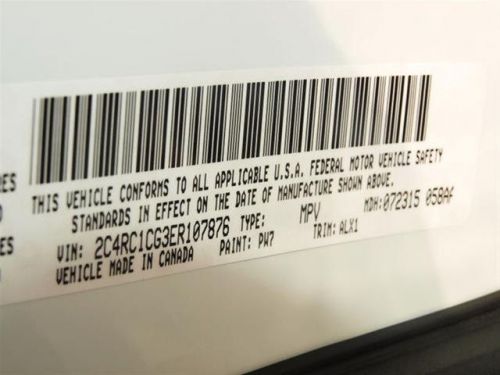 THIS VEHICLE CONFORMS TO ALL APPLICABLE U.S.A. FEDERAL MOTOR VEHICLE SAFETY
STANDARDS IN EFFECT ON THE DATE OF MANUFACTURE SHOWN ABOVE.
VIN: 2C4RC1CG3ER107876 TYPE: MPV MDH:072315 058AF
VEHICLE MADE IN CANADA PAINT: PW7 TRIM: ALX1